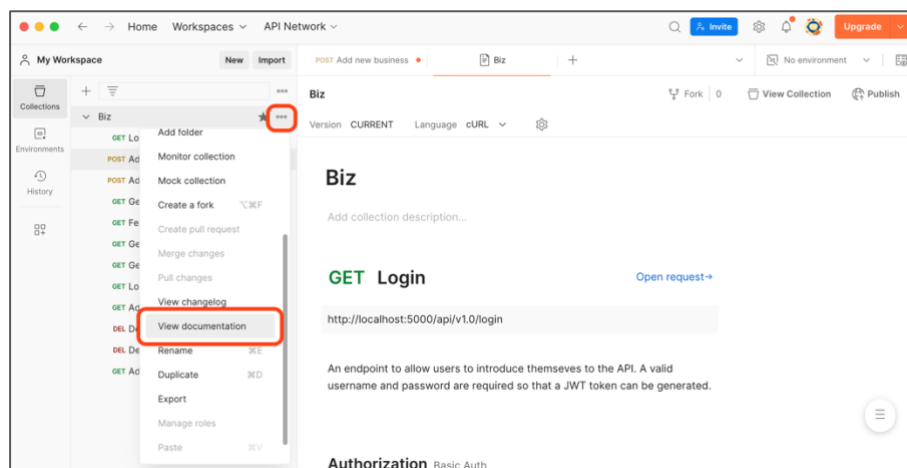 Home Workspaces API Network Invite Upgrade
My Workspace New Import POST Add new business Biz No environment
Collections
Biz Fork 0 View Collection Publish
Biz
Version CURRENT Language cURL
Environments
History
GET Lo
POST Ad
POST Ad
GET Ge
GET Fe
GET Ge
GET Ge
GET Lo
GET Ad
DEL De
DEL De
GET Ad
Add folder
Monitor collection
Mock collection
Create a fork ⌥⌘F
Create pull request
Merge changes
Pull changes
View changelog
View documentation
Rename ⌘E
Duplicate ⌘D
Export
Manage roles
Paste ⌘V
Biz
Add collection description...
GET Login Open request→
http://localhost:5000/api/v1.0/login
An endpoint to allow users to introduce themseves to the API. A valid
username and password are required so that a JWT token can be generated.
Authorization Basic Auth